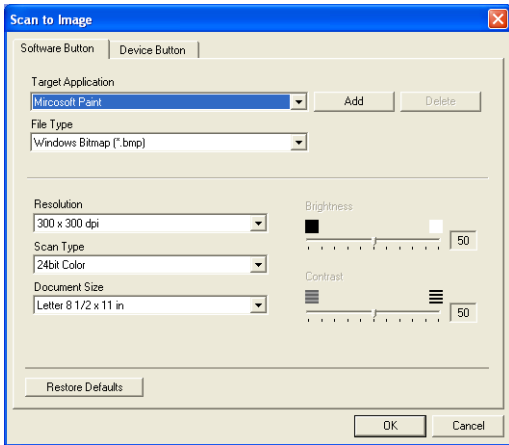 Scan to Image
Software Button Device Button
Target Application
Mircosoft Paint Add Delete
File Type
Windows Bitmap (*.bmp)
Resolution Brightness
300 x 300 dpi
50
Scan Type
24bit Color
Contrast
Document Size
Letter 8 1/2 x 11 in
50
Restore Defaults
OK Cancel